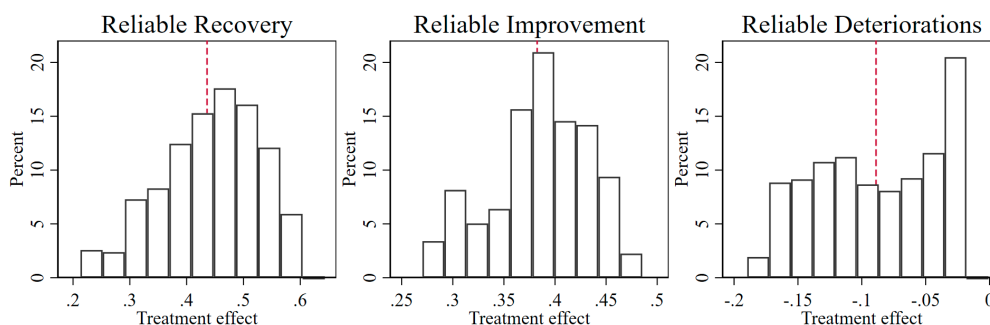 Reliable Recovery
Percent
0 5 10 15 20
.2 .3 .4 .5 .6
Treatment effect
Reliable Improvement
Percent
0 5 10 15 20
.25 .3 .35 .4 .45 .5
Treatment effect
Reliable Deteriorations
Percent
0 5 10 15 20
-.2 -.15 -.1 -.05 0
Treatment effect